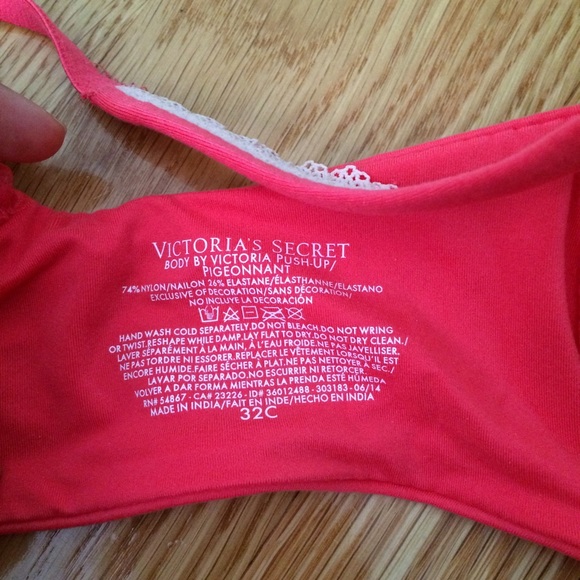 VICTORIA'S SECRET
BODY BY VICTORIA PUSH-UP/
PIGEONNANT
74%NYLON/NAILON 26% ELASTANE/ÉLASTHANNE/ELASTANO
EXCLUSIVE OF DECORATION/SANS DÉCORATION/
NO INCLUYE LA DECORACIÓN
HAND WASH COLD SEPARATELY.DO NOT BLEACH.DO NOT WRING
OR TWIST.RESHAPE WHILE DAMP.LAY FLAT TO DRY.DO NOT DRY CLEAN./
LAVER SÉPARÉMENT À LA MAIN, À L'EAU FROIDE.NE PAS JAVELLISER.
NE PAS TORDRE NI ESSORER.REPLACER LE VÊTEMENT LORSQU'IL EST
ENCORE HUMIDE.FAIRE SÉCHER À PLAT.NE PAS NETTOYER À SEC./
LAVAR POR SEPARADO.NO ESCURRIR NI RETORCER.
VOLVER A DAR FORMA MIENTRAS LA PRENDA ESTÉ HÚMEDA
RN# 54867 - CA# 23226 - ID# 36012488 - 303183 - 06/14
MADE IN INDIA/FAIT EN INDE/HECHO EN INDIA
32C